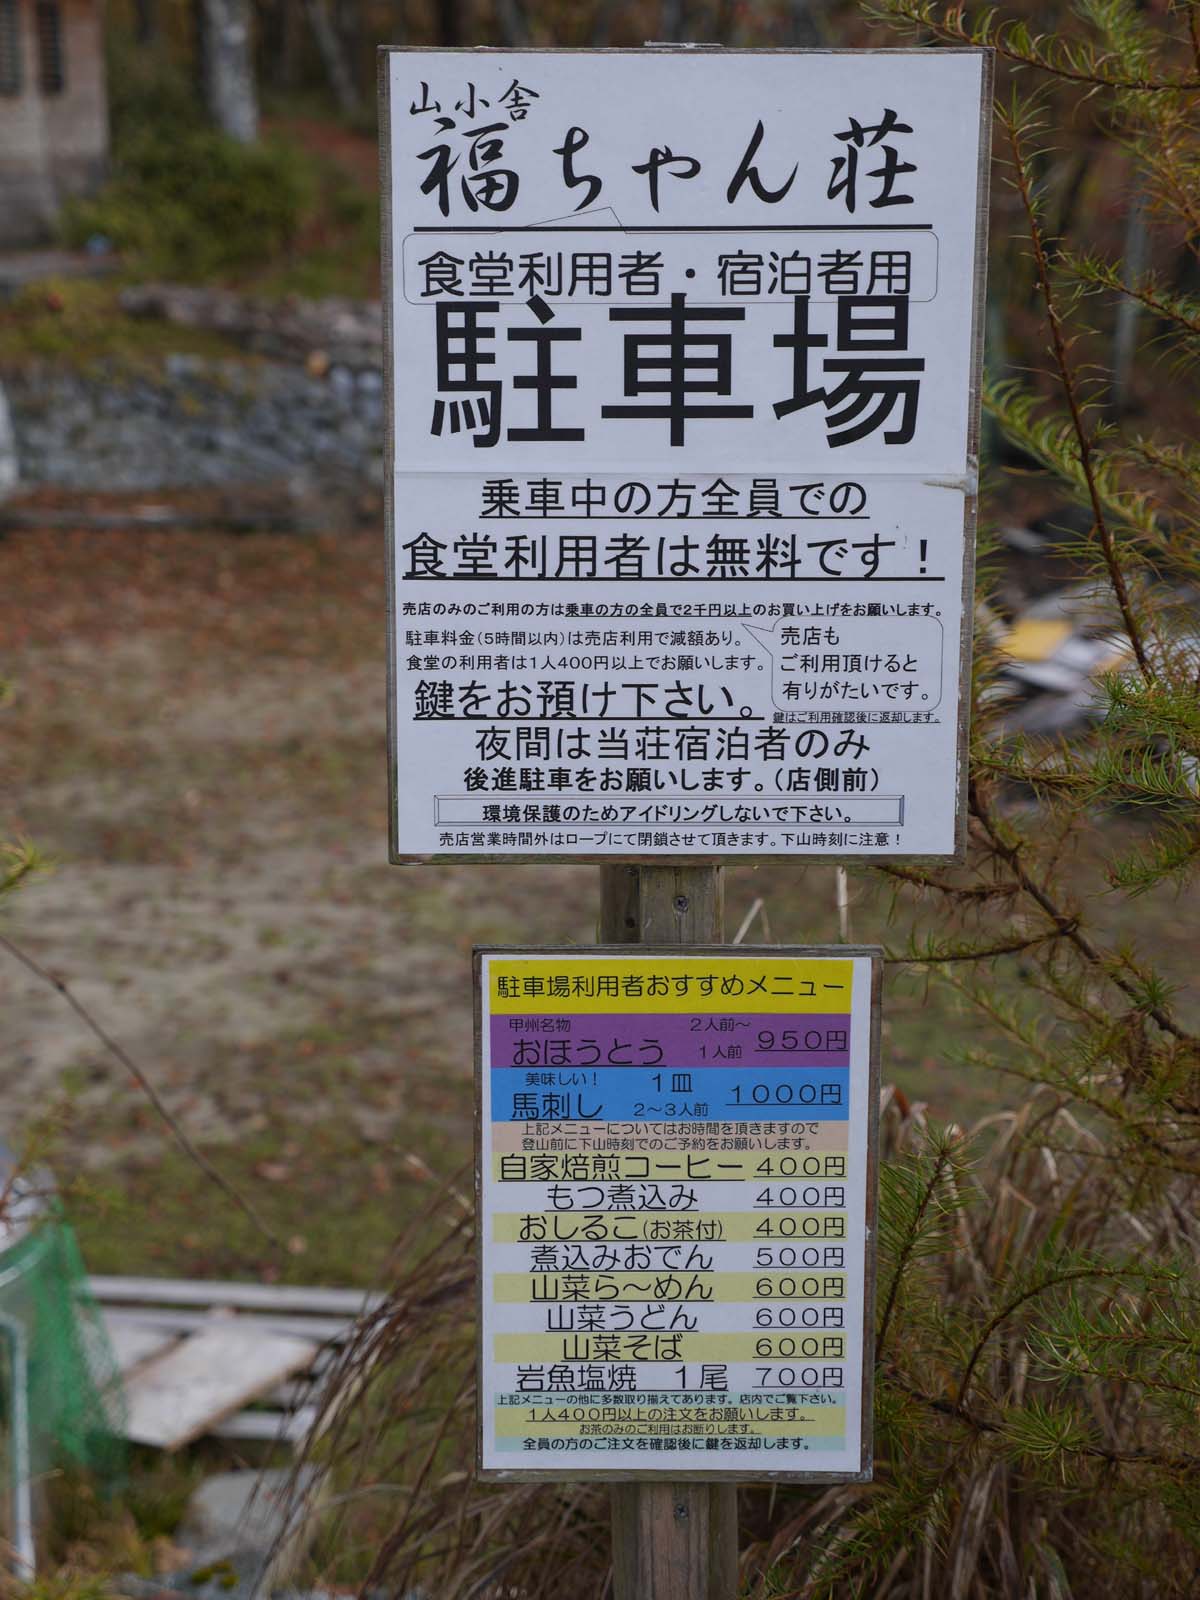 山小舎
福ちゃん荘
食堂利用者・宿泊者用
駐車場
乗車中の方全員での
食堂利用者は無料です！
売店のみのご利用の方は乗車の方の全員で2千円以上のお買い上げをお願いします。
駐車料金（5時間以内）は売店利用で減額あり。
食堂の利用者は1人400円以上でお願いします。
売店も
ご利用頂けると
有りがたいです。
鍵をお預け下さい。
鍵はご利用確認後に返却します。
夜間は当荘宿泊者のみ
後進駐車をお願いします。（店側前）
環境保護のためアイドリングしないで下さい。
売店営業時間外はロープにて閉鎖させて頂きます。下山時刻に注意！
駐車場利用者おすすめメニュー
甲州名物 2人前～
おほうとう 1人前 950円
美味しい！ 1皿
馬刺し 2～3人前 1000円
上記メニューについてはお時間を頂きますので
登山前に下山時刻でのご予約をお願いします。
自家焙煎コーヒー 400円
もつ煮込み 400円
おしるこ(お茶付) 400円
煮込みおでん 500円
山菜ら～めん 600円
山菜うどん 600円
山菜そば 600円
岩魚塩焼 1尾 700円
上記メニューの他に多数取り揃えてあります。店内でご覧下さい。
1人400円以上の注文をお願いします。
お茶のみのご利用はお断りします。
全員の方のご注文を確認後に鍵を返却します。